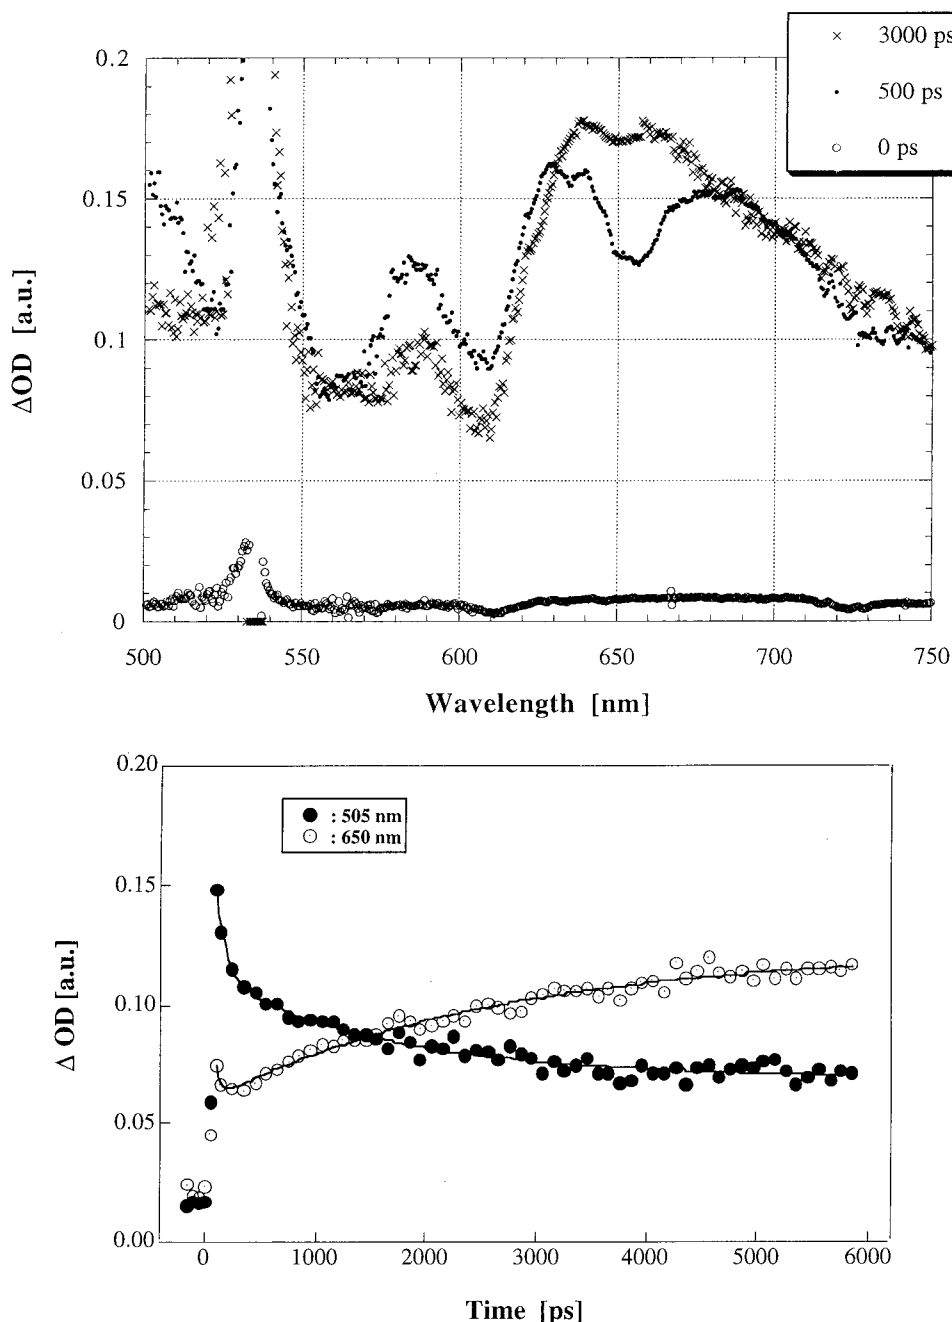 × 3000 ps
• 500 ps
○ 0 ps
0.2
0.15
0.1
0.05
0
ΔOD [a.u.]
500 550 600 650 700 750
Wavelength [nm]
0.20
0.15
0.10
0.05
0.00
Δ OD [a.u.]
● : 505 nm
○ : 650 nm
0 1000 2000 3000 4000 5000 6000
Time [ps]